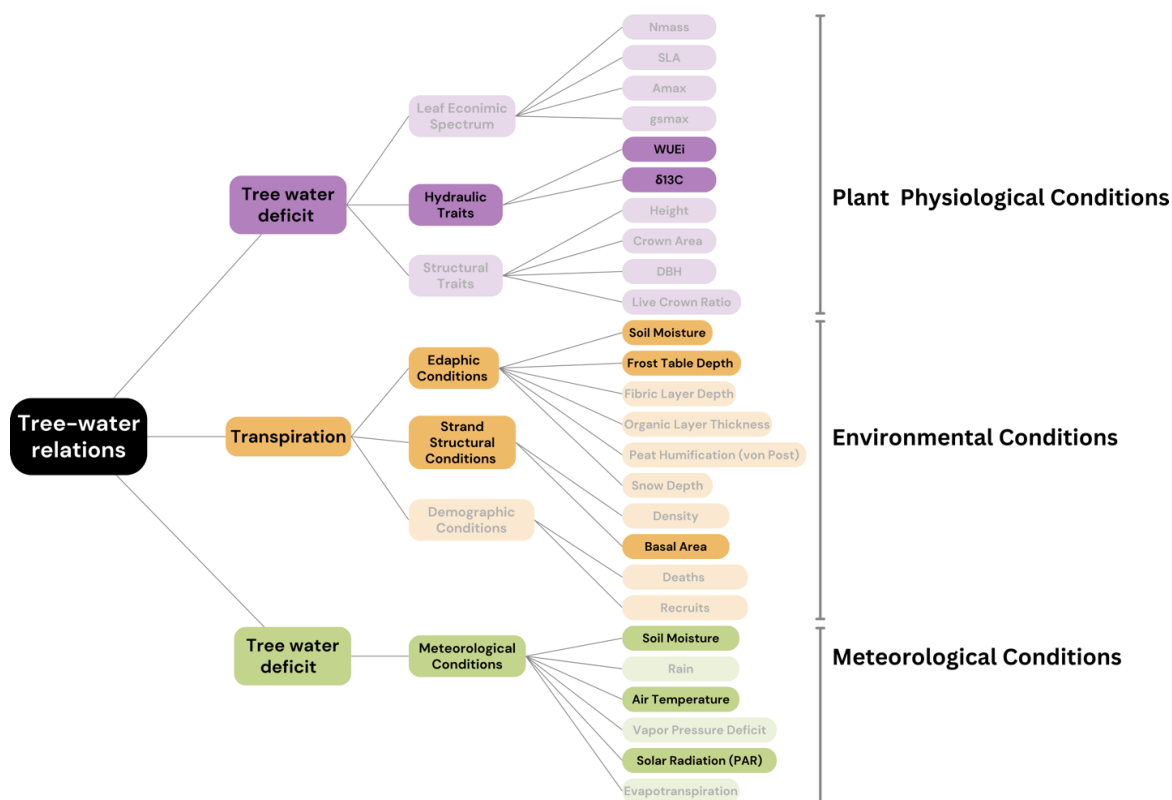 Tree-water
relations
Tree water
deficit
Leaf Econimic
Spectrum
Nmass
SLA
Amax
gsmax
Hydraulic
Traits
WUEi
δ13C
Structural
Traits
Height
Crown Area
DBH
Live Crown Ratio
Plant Physiological Conditions
Transpiration
Edaphic
Conditions
Soil Moisture
Frost Table Depth
Fibric Layer Depth
Organic Layer Thickness
Peat Humification (von Post)
Snow Depth
Strand
Structural
Conditions
Density
Basal Area
Demographic
Conditions
Deaths
Recruits
Environmental Conditions
Tree water
deficit
Meteorological
Conditions
Soil Moisture
Rain
Air Temperature
Vapor Pressure Deficit
Solar Radiation (PAR)
Evapotranspiration
Meteorological Conditions